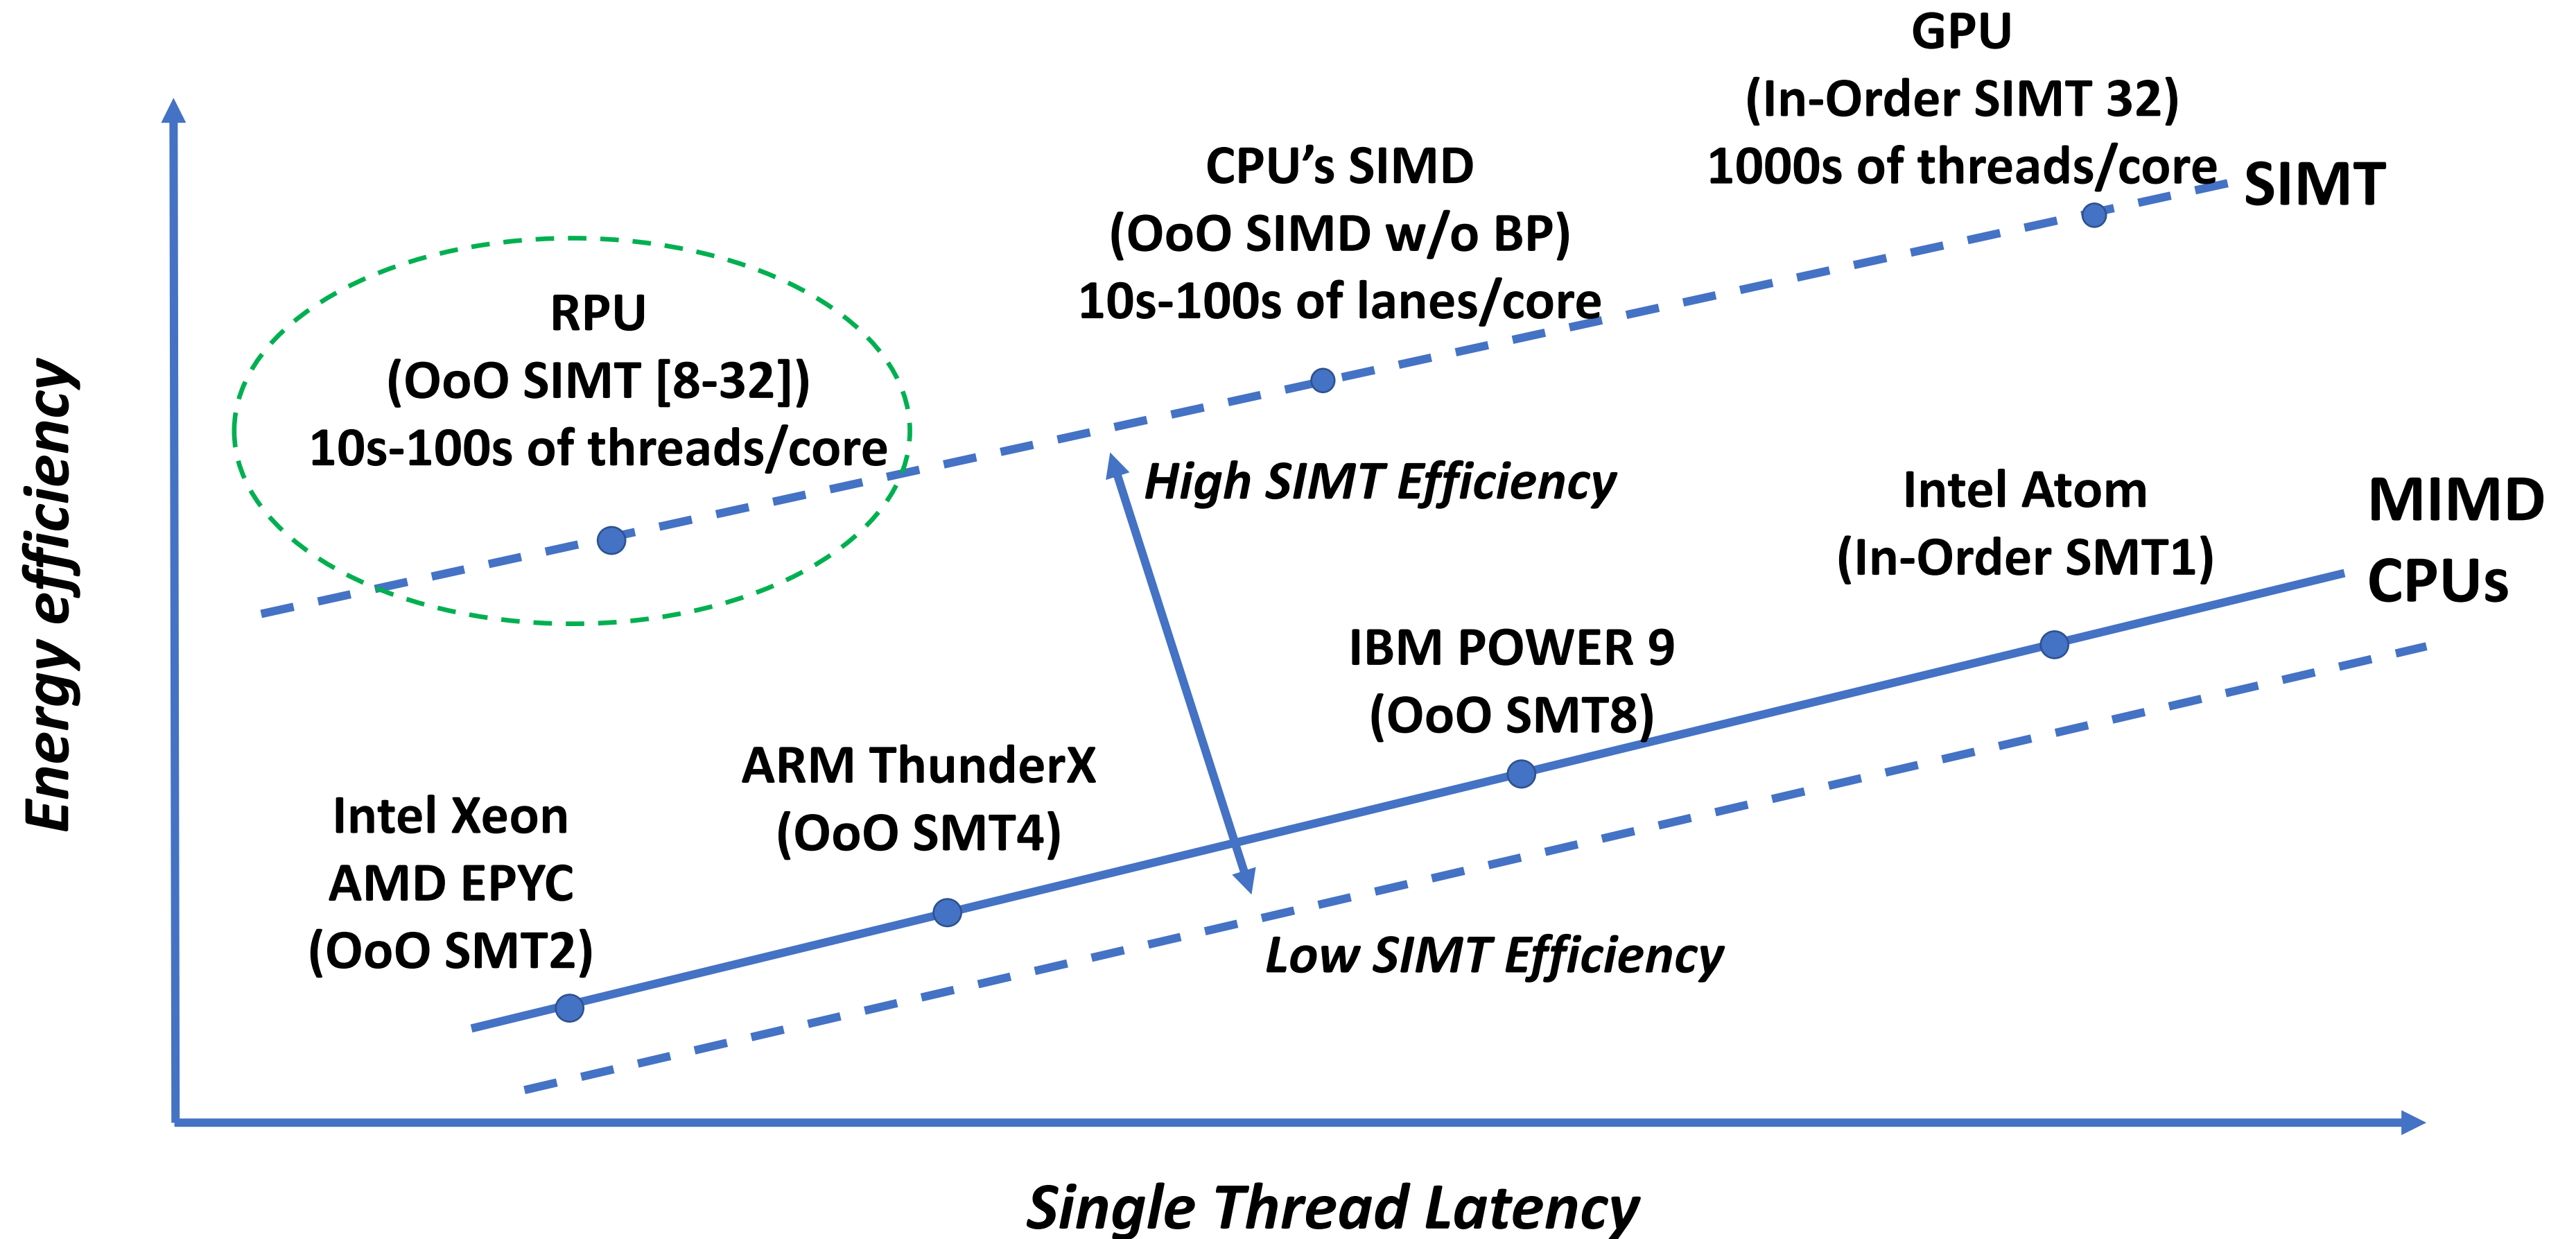 GPU
(In-Order SIMT 32)
1000s of threads/core
SIMT
CPU’s SIMD
(OoO SIMD w/o BP)
10s-100s of lanes/core
RPU
(OoO SIMT [8-32])
10s-100s of threads/core
High SIMT Efficiency
Intel Atom
(In-Order SMT1)
MIMD
CPUs
IBM POWER 9
(OoO SMT8)
ARM ThunderX
(OoO SMT4)
Intel Xeon
AMD EPYC
(OoO SMT2)
Low SIMT Efficiency
Energy efficiency
Single Thread Latency